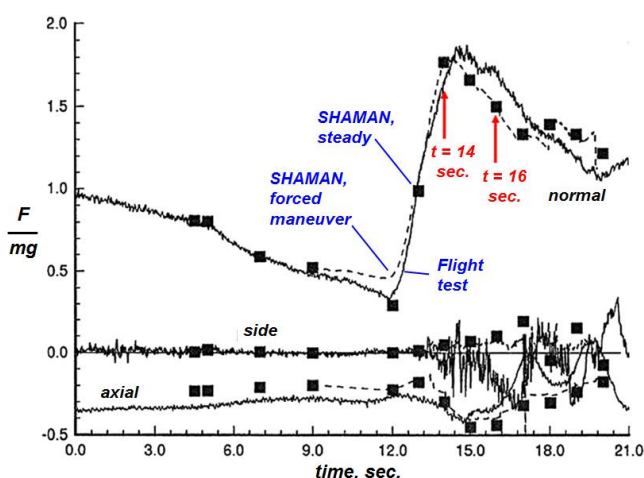 2.0
1.5
1.0
0.5
0.0
-0.5
F
mg
SHAMAN,
steady
SHAMAN,
forced
maneuver
t = 14
sec.
t = 16
sec.
normal
Flight
test
side
axial
0.0 3.0 6.0 9.0 12.0 15.0 18.0 21.0
time, sec.